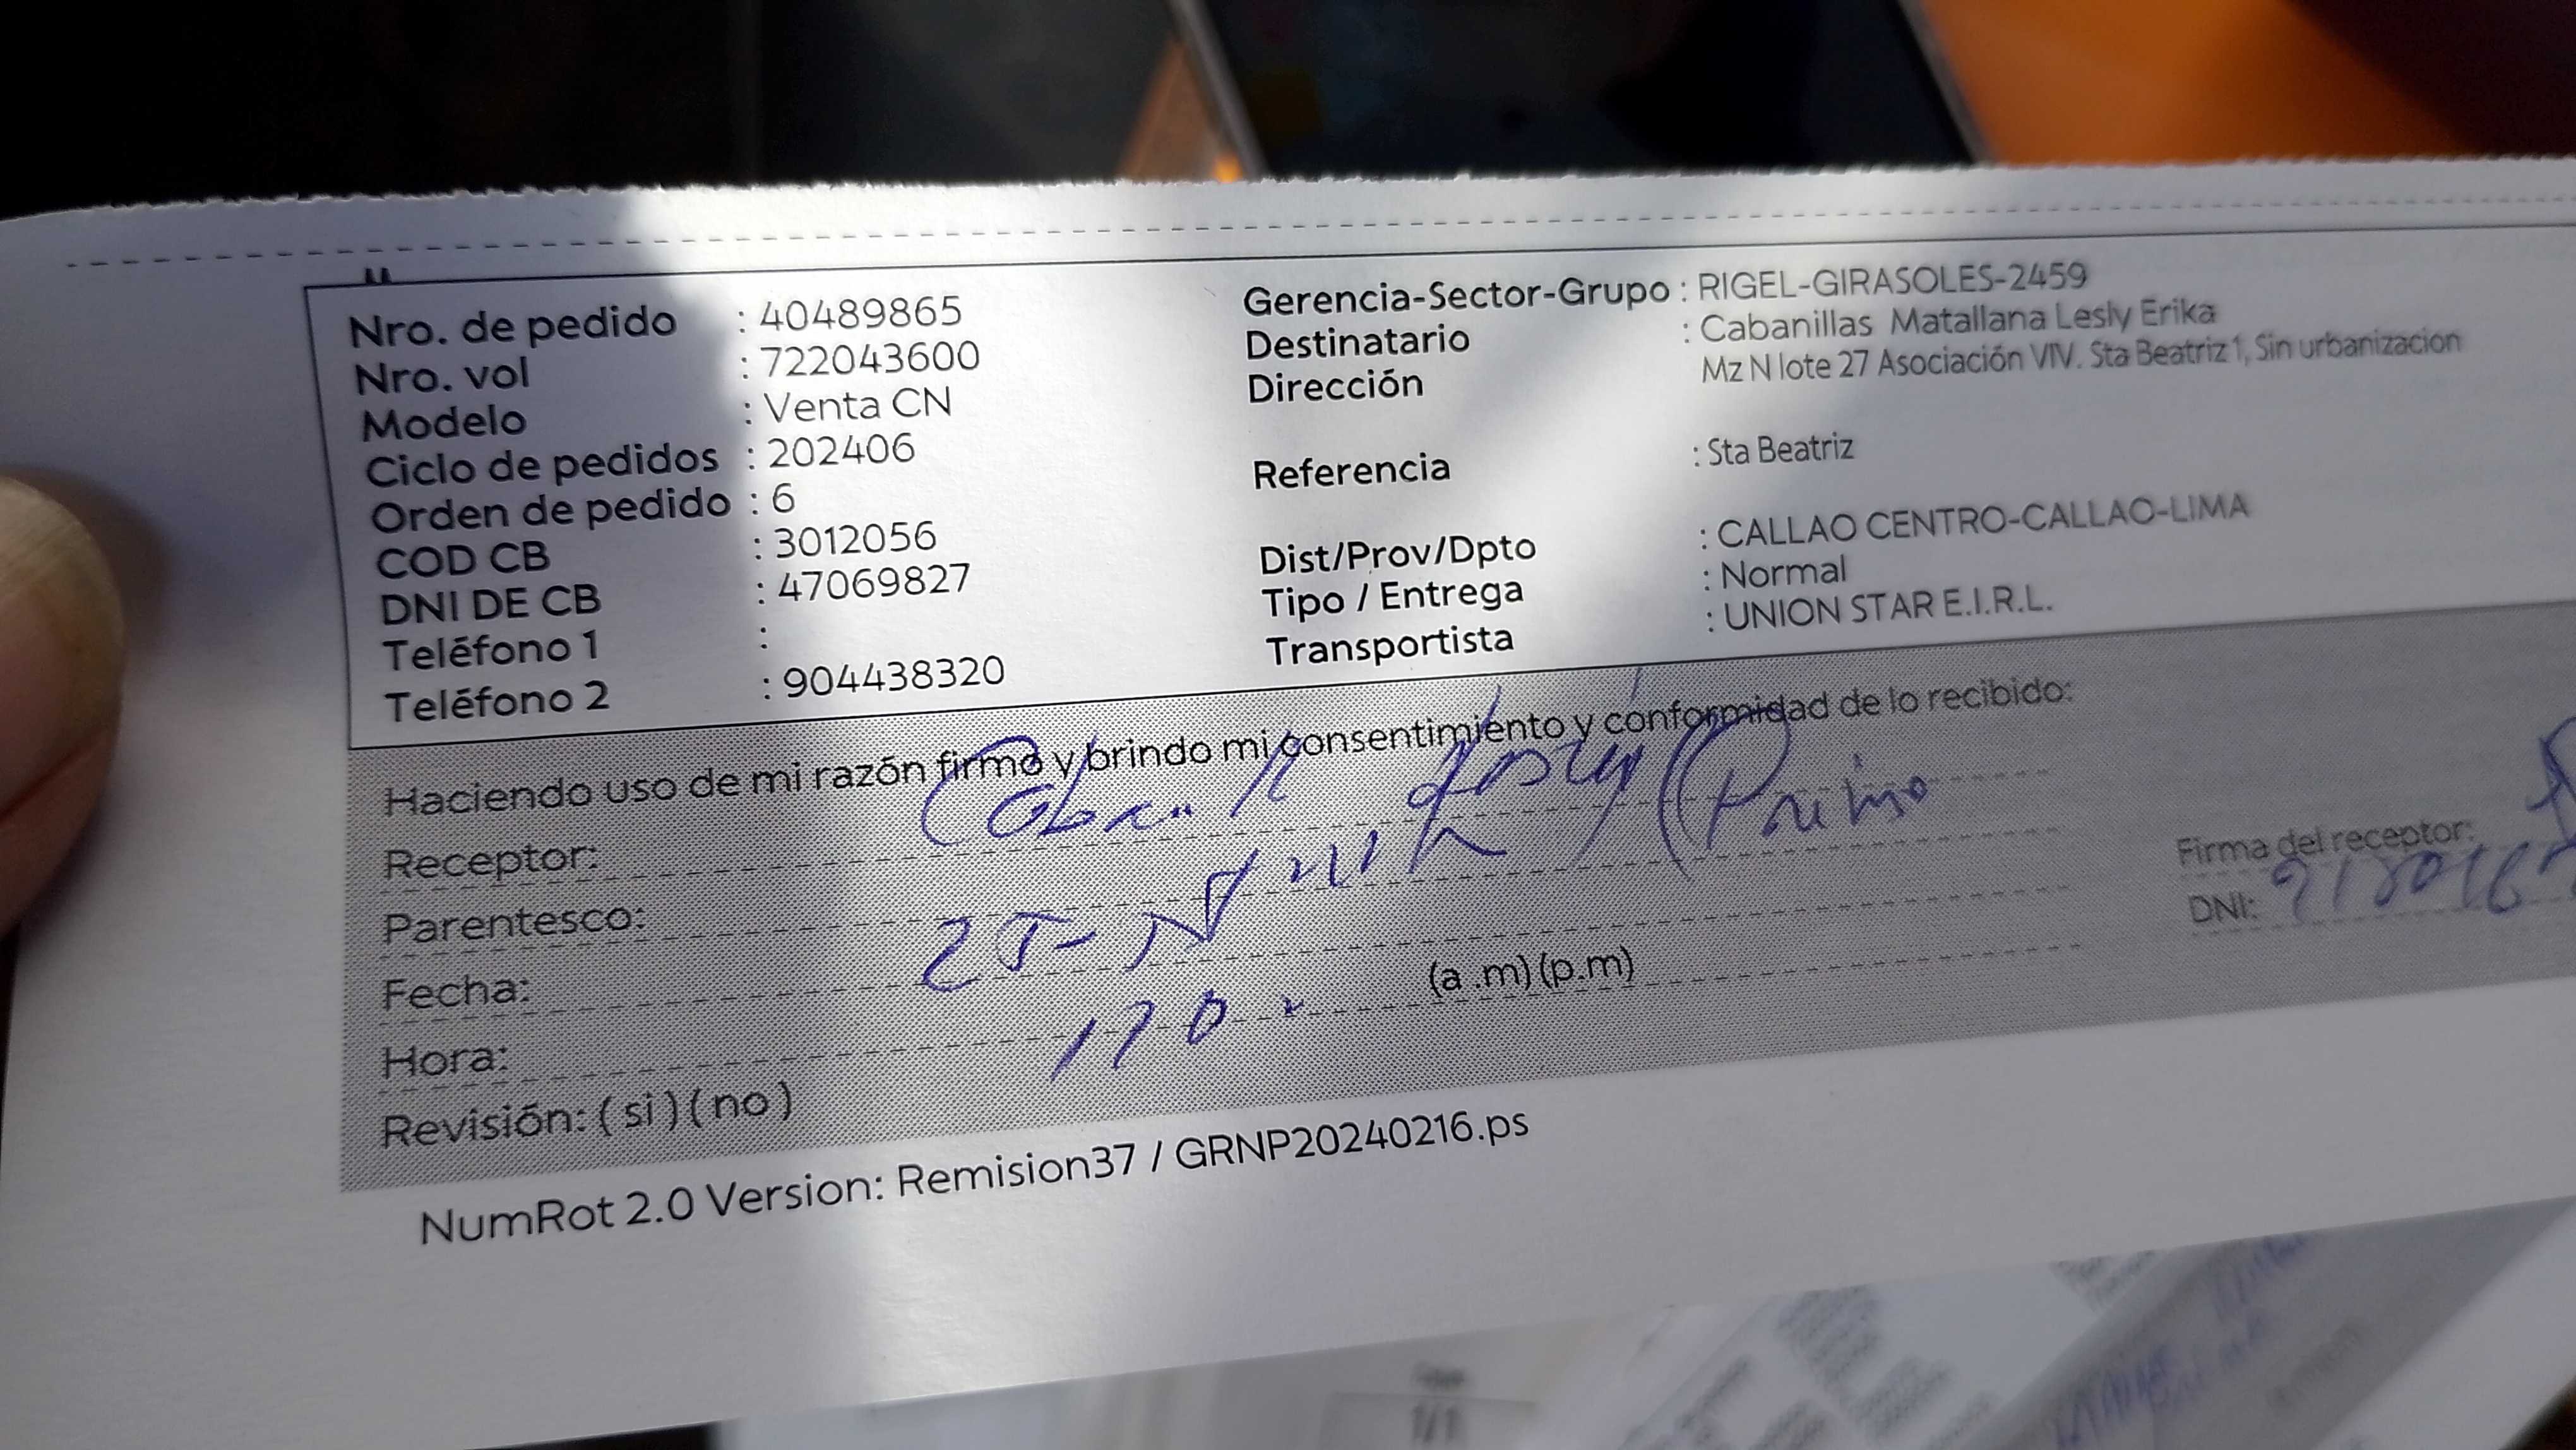 Nro. de pedido : 40489865
Nro. vol : 722043600
Modelo : Venta CN
Ciclo de pedidos : 202406
Orden de pedido : 6
COD CB : 3012056
DNI DE CB : 47069827
Teléfono 1 :
Teléfono 2 : 904438320
Gerencia-Sector-Grupo : RIGEL-GIRASOLES-2459
Destinatario : Cabanillas Matallana Lesly Erika
Dirección Mz N lote 27 Asociación VIV. Sta Beatriz 1, Sin urbanizacion
Referencia : Sta Beatriz
Dist/Prov/Dpto : CALLAO CENTRO-CALLAO-LIMA
Tipo / Entrega : Normal
Transportista : UNION STAR E.I.R.L.
Haciendo uso de mi razón firmo y brindo mi consentimiento y conformidad de lo recibido:
Receptor:
Parentesco: Primo
Fecha:
Hora: (a .m) (p.m)
Revisión: ( si ) ( no )
Firma del receptor:
DNI:
NumRot 2.0 Version: Remision37 / GRNP20240216.ps
1/1